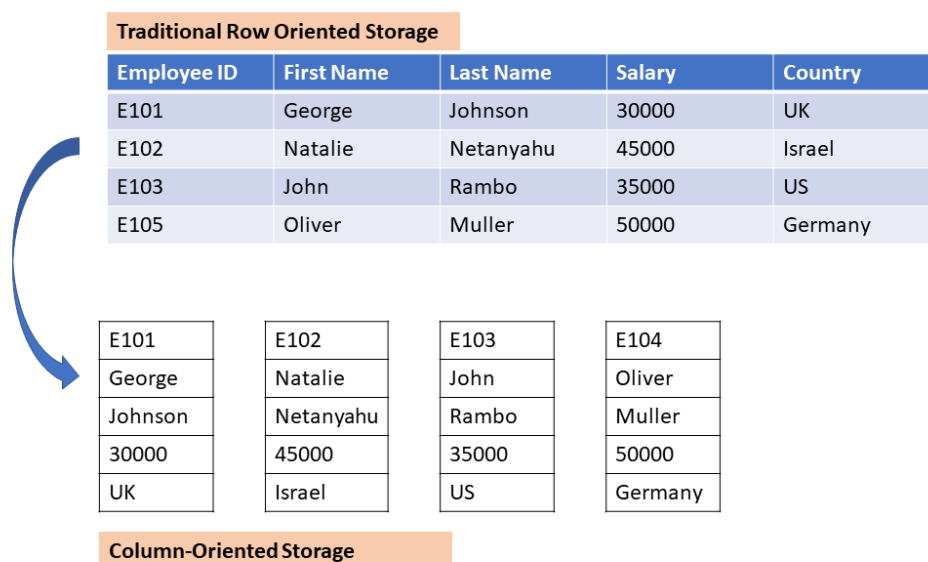 Traditional Row Oriented Storage
Employee ID First Name Last Name Salary Country
E101 George Johnson 30000 UK
E102 Natalie Netanyahu 45000 Israel
E103 John Rambo 35000 US
E105 Oliver Muller 50000 Germany
E101 E102 E103 E104
George Natalie John Oliver
Johnson Netanyahu Rambo Muller
30000 45000 35000 50000
UK Israel US Germany
Column-Oriented Storage